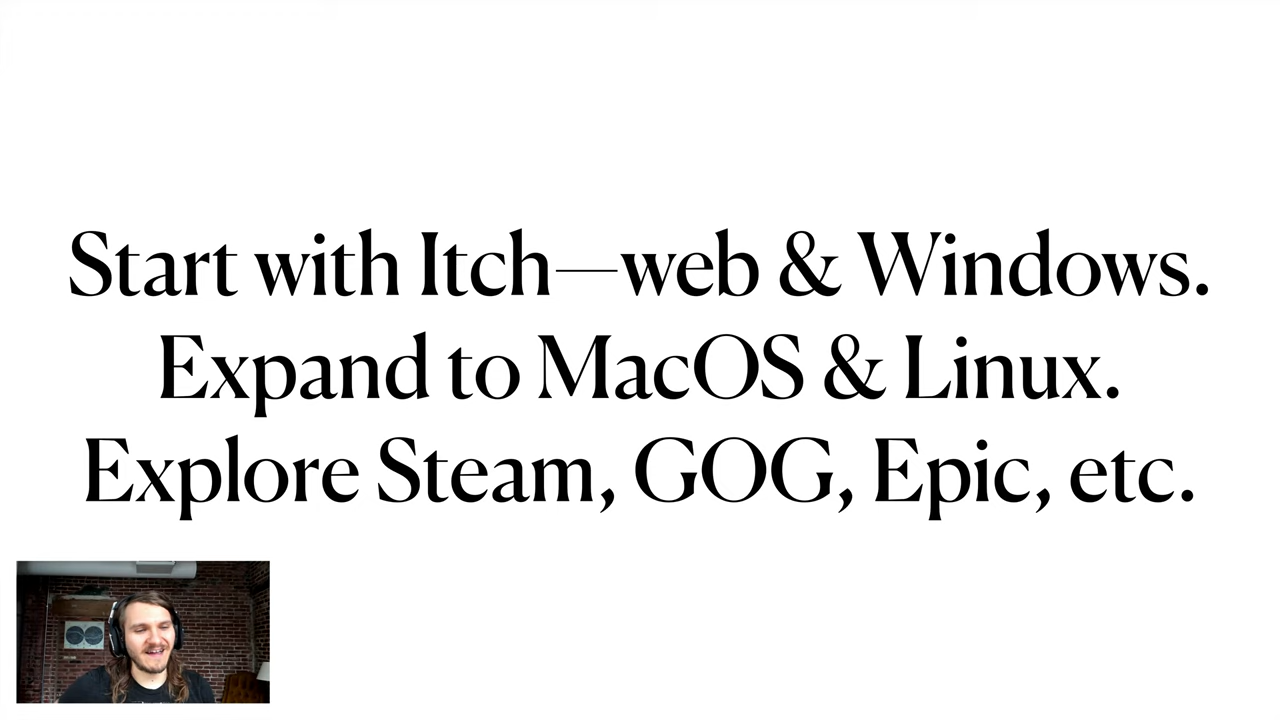 Start with Itch—web & Windows.
Expand to MacOS & Linux.
Explore Steam, GOG, Epic, etc.